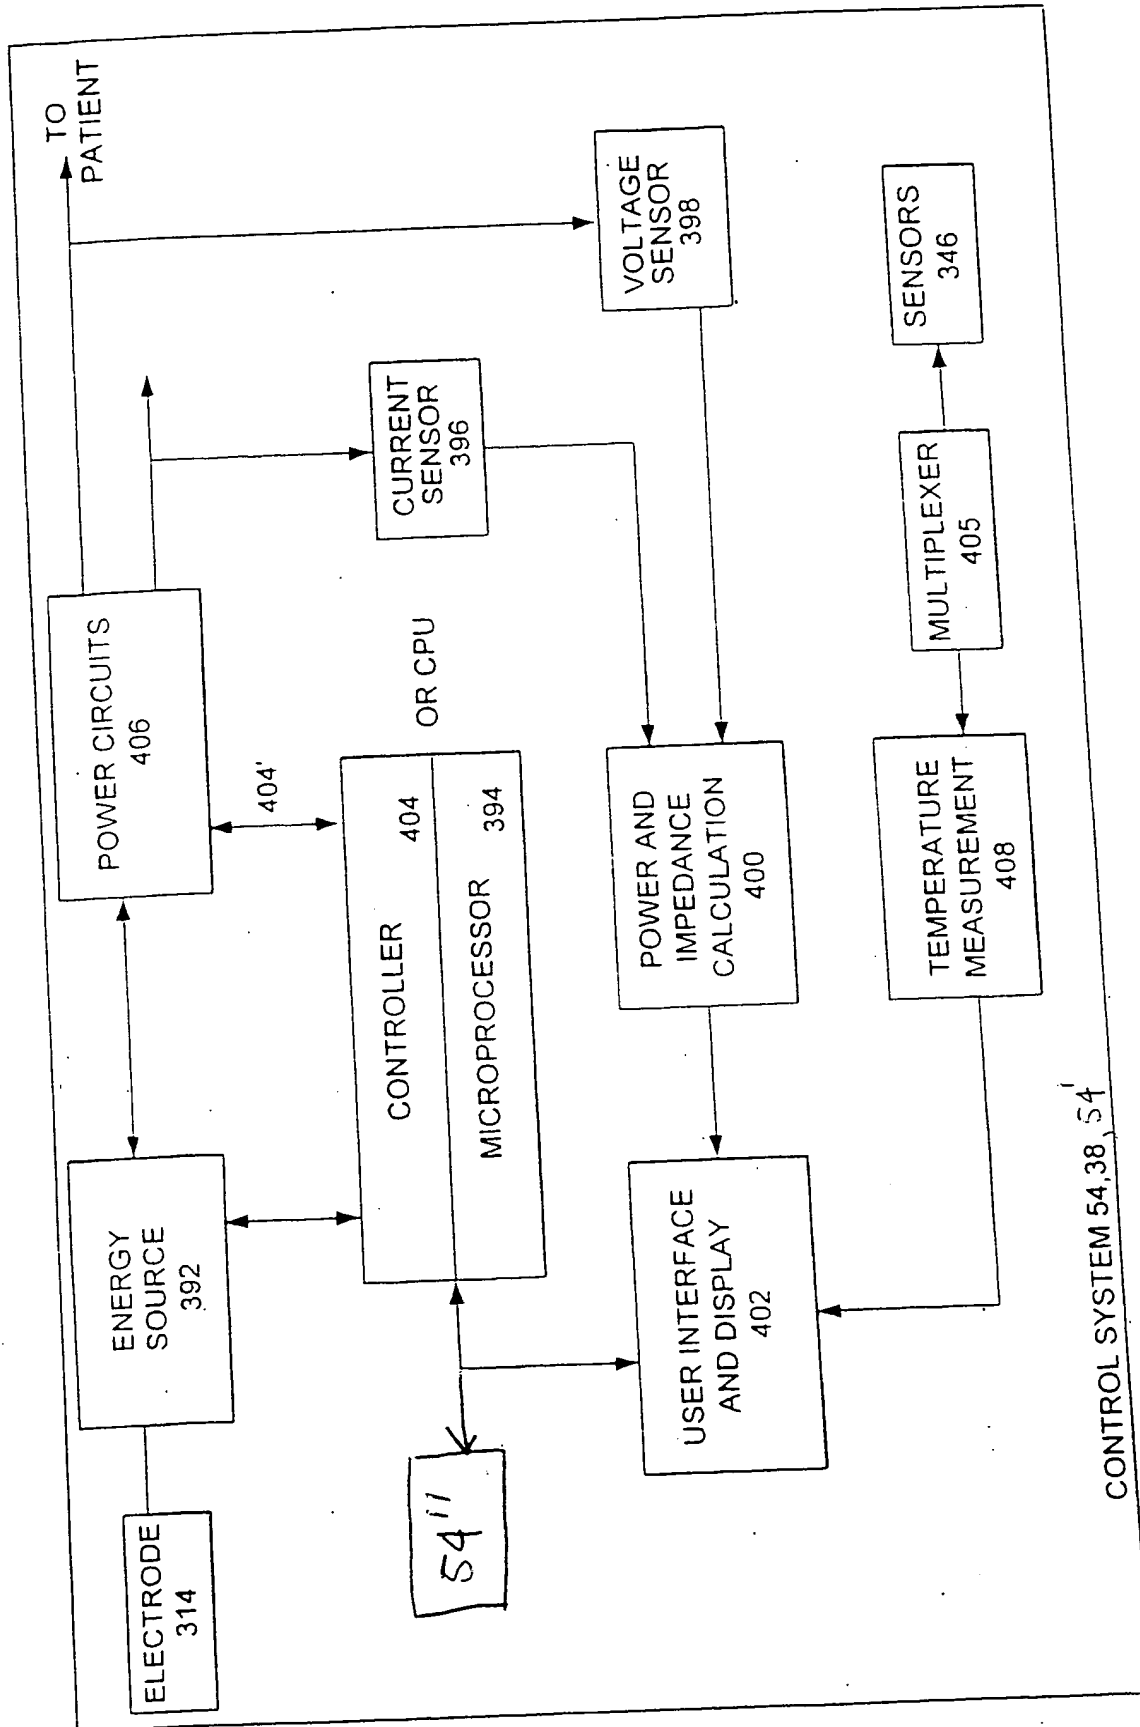 ELECTRODE
314
ENERGY
SOURCE
392
POWER CIRCUITS
406
TO
PATIENT
404'
54''
CONTROLLER 404
MICROPROCESSOR 394
OR CPU
CURRENT
SENSOR
396
VOLTAGE
SENSOR
398
USER INTERFACE
AND DISPLAY
402
POWER AND
IMPEDANCE
CALCULATION
400
TEMPERATURE
MEASUREMENT
408
MULTIPLEXER
405
SENSORS
346
CONTROL SYSTEM 54,38, 54'